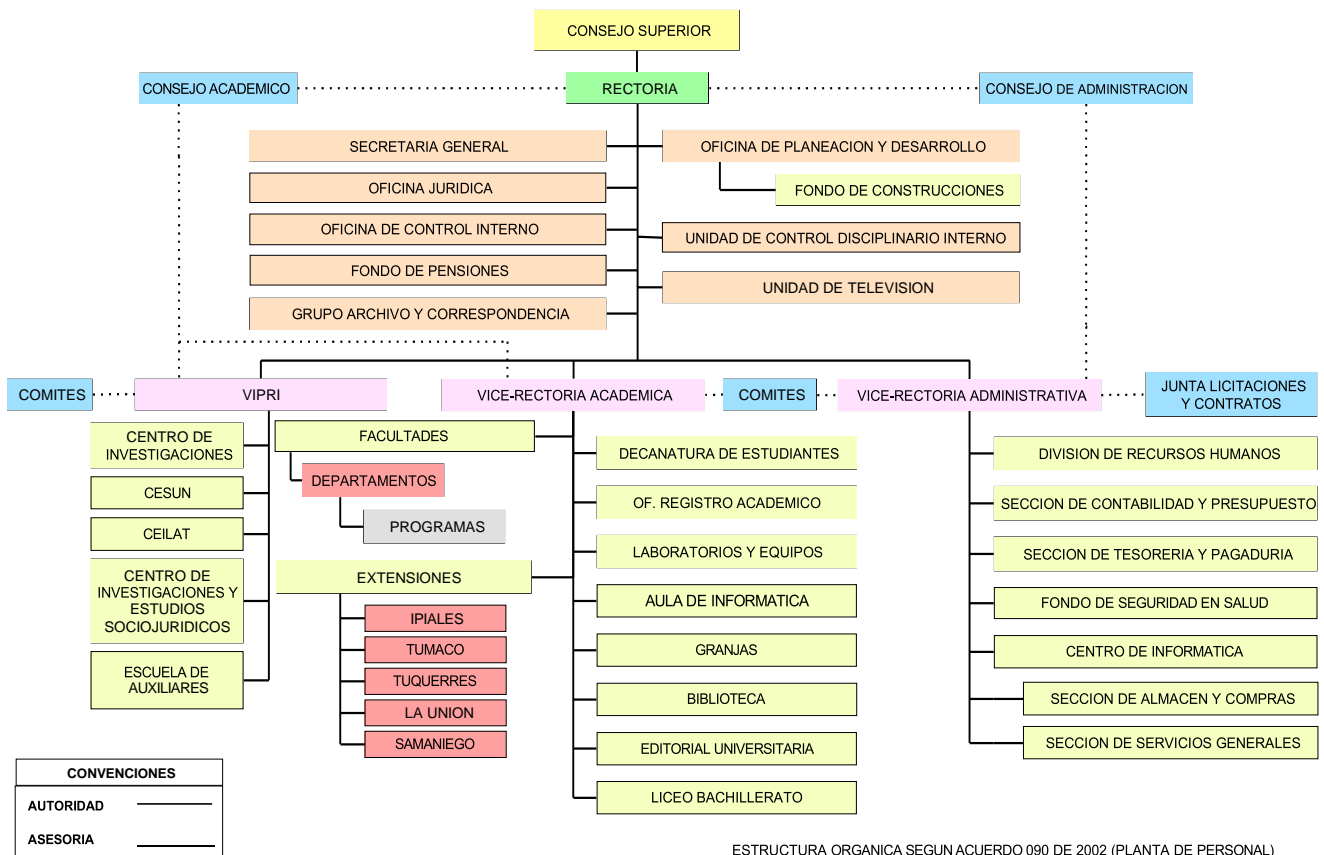 CONSEJO SUPERIOR
CONSEJO ACADEMICO
RECTORIA
CONSEJO DE ADMINISTRACION
SECRETARIA GENERAL
OFICINA DE PLANEACION Y DESARROLLO
OFICINA JURIDICA
FONDO DE CONSTRUCCIONES
OFICINA DE CONTROL INTERNO
UNIDAD DE CONTROL DISCIPLINARIO INTERNO
FONDO DE PENSIONES
UNIDAD DE TELEVISION
GRUPO ARCHIVO Y CORRESPONDENCIA
COMITES
VIPRI
VICE-RECTORIA ACADEMICA
COMITES
VICE-RECTORIA ADMINISTRATIVA
JUNTA LICITACIONES
Y CONTRATOS
CENTRO DE
INVESTIGACIONES
CESUN
CEILAT
CENTRO DE
INVESTIGACIONES Y
ESTUDIOS
SOCIOJURIDICOS
ESCUELA DE
AUXILIARES
FACULTADES
DEPARTAMENTOS
PROGRAMAS
EXTENSIONES
IPIALES
TUMACO
TUQUERRES
LA UNION
SAMANIEGO
DECANATURA DE ESTUDIANTES
OF. REGISTRO ACADEMICO
LABORATORIOS Y EQUIPOS
AULA DE INFORMATICA
GRANJAS
BIBLIOTECA
EDITORIAL UNIVERSITARIA
LICEO BACHILLERATO
DIVISION DE RECURSOS HUMANOS
SECCION DE CONTABILIDAD Y PRESUPUESTO
SECCION DE TESORERIA Y PAGADURIA
FONDO DE SEGURIDAD EN SALUD
CENTRO DE INFORMATICA
SECCION DE ALMACEN Y COMPRAS
SECCION DE SERVICIOS GENERALES
CONVENCIONES
AUTORIDAD
ASESORIA
ESTRUCTURA ORGANICA SEGUN ACUERDO 090 DE 2002 (PLANTA DE PERSONAL)